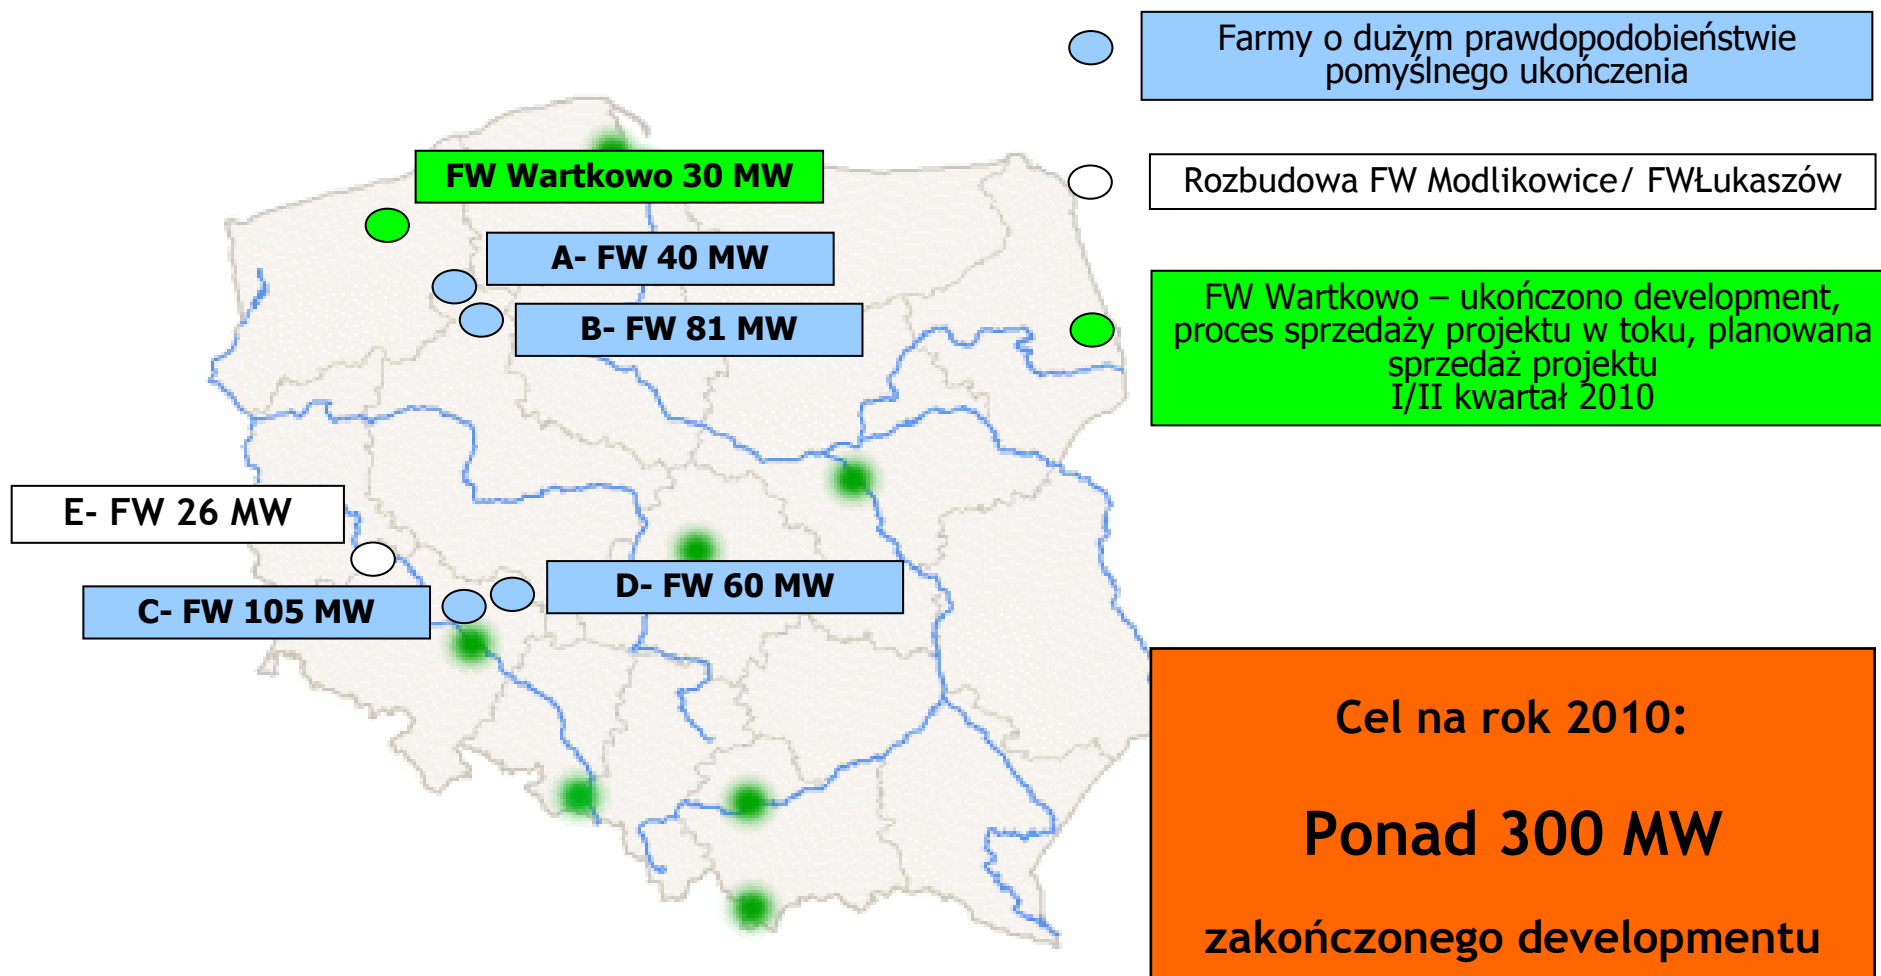 Farmy o dużym prawdopodobieństwie
pomyślnego ukończenia
FW Wartkowo 30 MW
Rozbudowa FW Modlikowice/ FWŁukaszów
A- FW 40 MW
B- FW 81 MW
FW Wartkowo – ukończono development,
proces sprzedaży projektu w toku, planowana
sprzedaż projektu
I/II kwartał 2010
E- FW 26 MW
C- FW 105 MW
D- FW 60 MW
Cel na rok 2010:
Ponad 300 MW
zakończonego developmentu